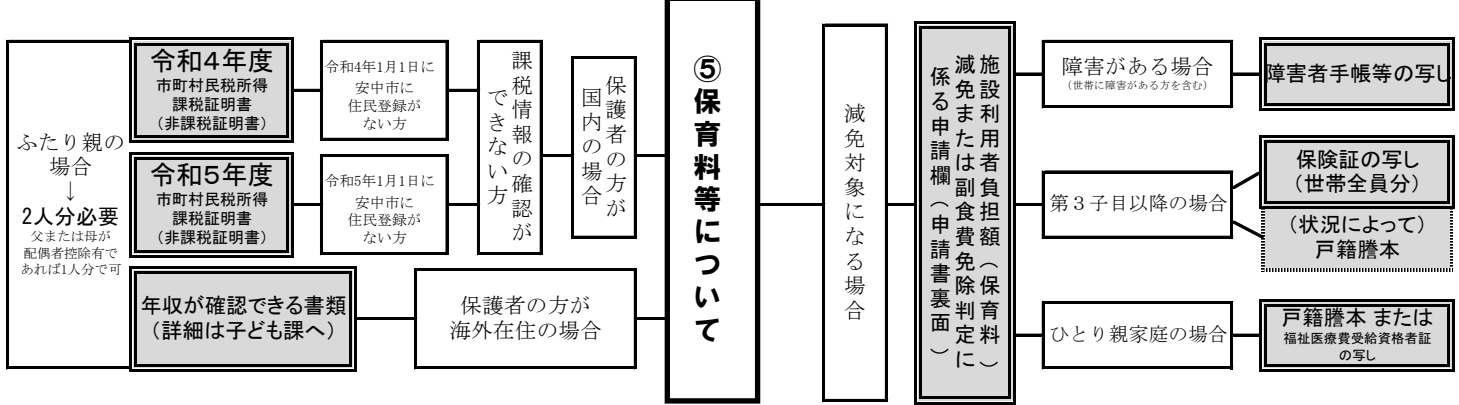 ふたり親の
場合
↓
2人分必要
父または母が
配偶者控除有で
あれば1人分で可
令和4年度
市町村民税所得
課税証明書
(非課税証明書)
令和5年度
市町村民税所得
課税証明書
(非課税証明書)
年収が確認できる書類
(詳細は子ども課へ)
令和4年1月1日に
安中市に
住民登録が
ない方
令和5年1月1日に
安中市に
住民登録が
ない方
課税情報の確認が
できない方
保護者の方が
国内の場合
保護者の方が
海外在住の場合
⑤保育料等について
減免対象になる場合
施設利用者負担額(保育料)
減免または副食費免除判定に
係る申請欄(申請書裏面)
障害がある場合
(世帯に障害がある方を含む)
障害者手帳等の写し
第3子目以降の場合
保険証の写し
(世帯全員分)
(状況によって)
戸籍謄本
ひとり親家庭の場合
戸籍謄本 または
福祉医療費受給資格者証
の写し